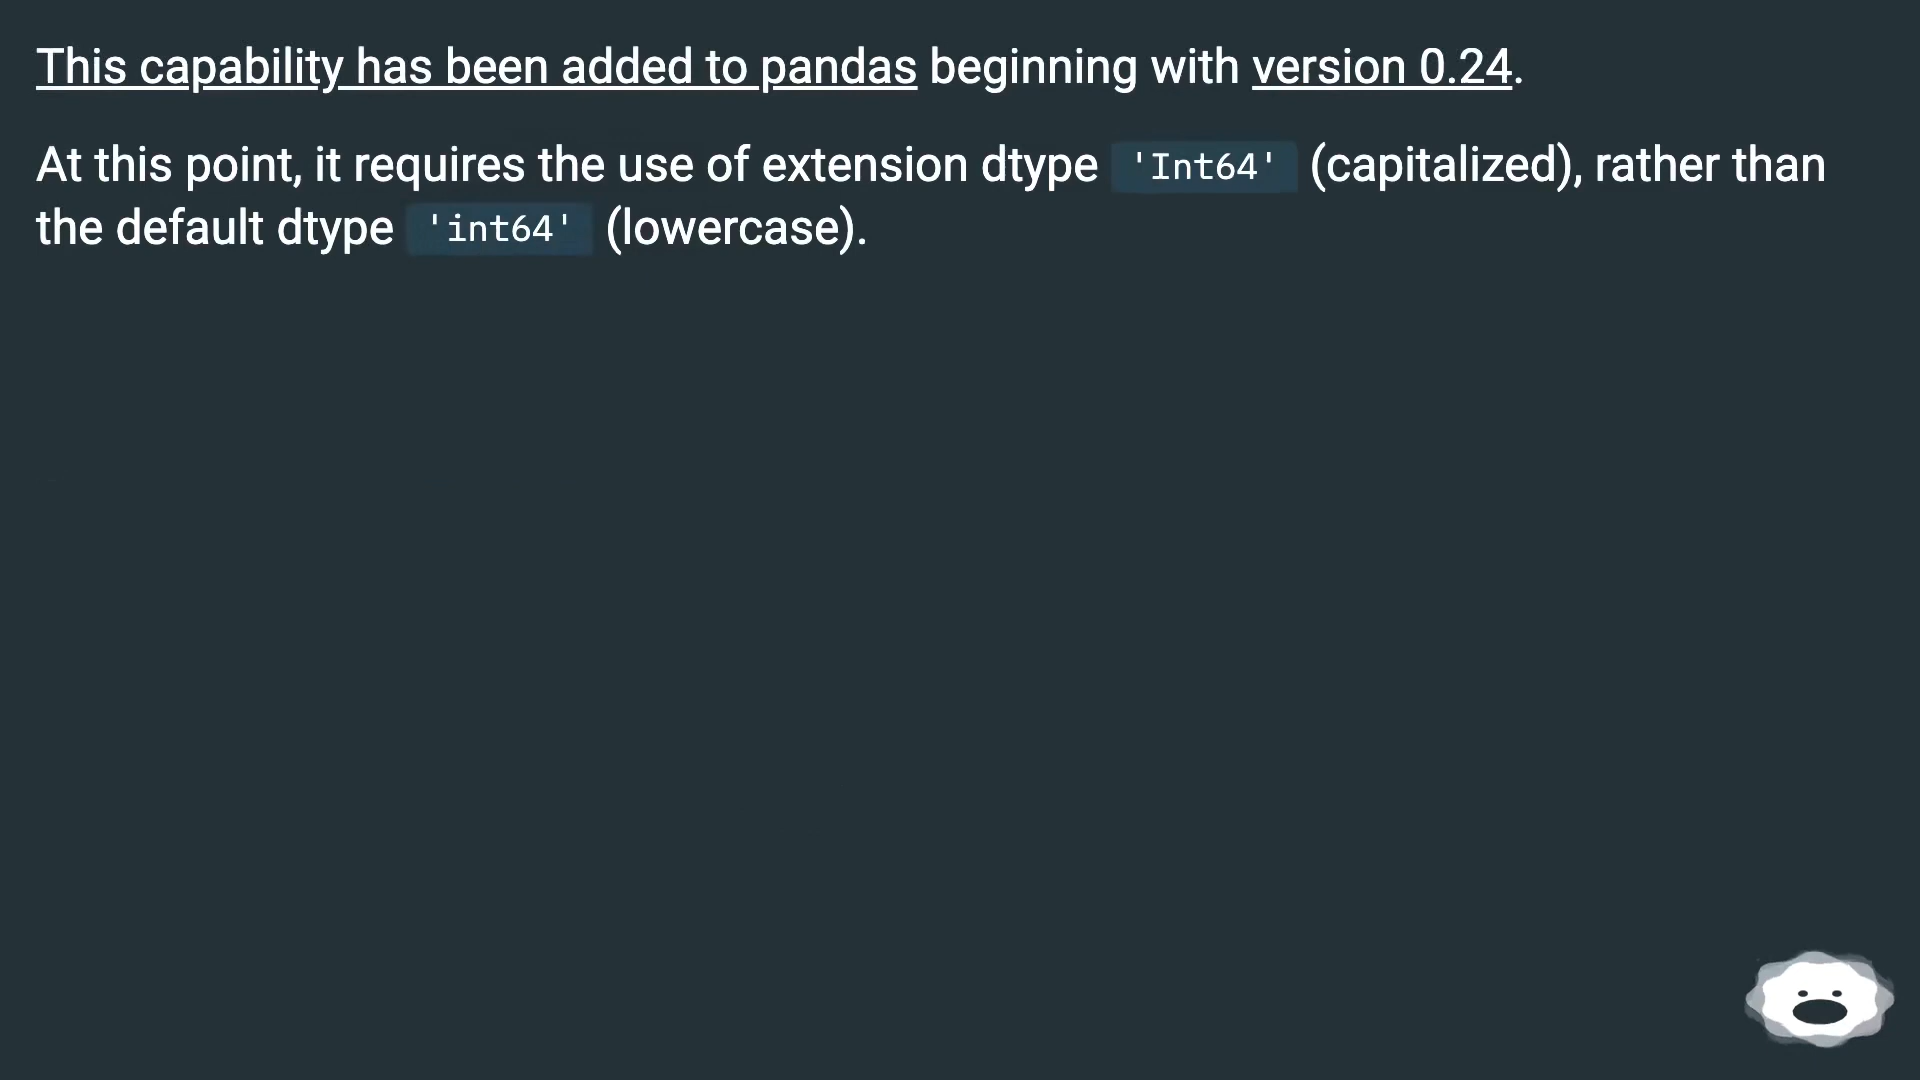 This capability has been added to pandas beginning with version 0.24.
At this point, it requires the use of extension dtype 'Int64' (capitalized), rather than
the default dtype 'int64' (lowercase).